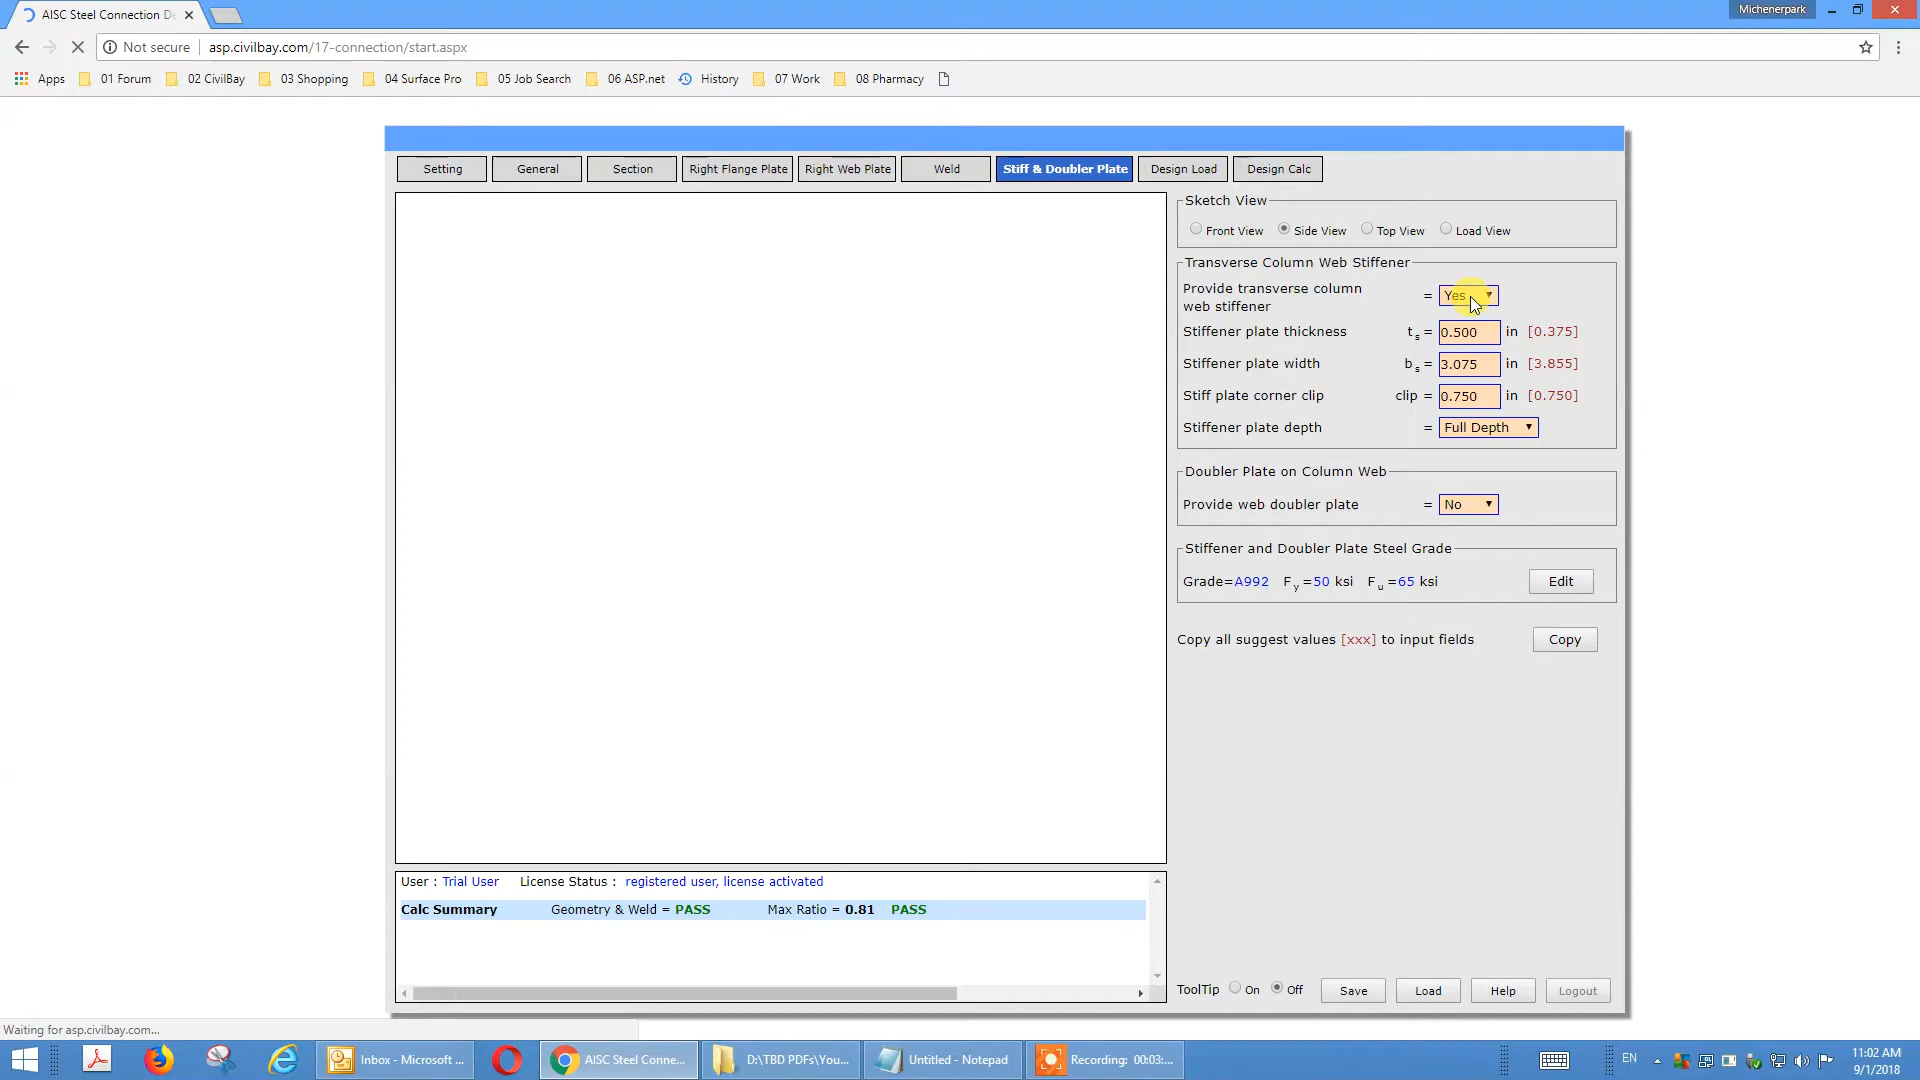 AISC Steel Connection De
Michenerpark
Not secure asp.civilbay.com/17-connection/start.aspx
Apps 01 Forum 02 CivilBay 03 Shopping 04 Surface Pro 05 Job Search 06 ASP.net History 07 Work 08 Pharmacy
Setting General Section Right Flange Plate Right Web Plate Weld Stiff & Doubler Plate Design Load Design Calc
Sketch View
Front View Side View Top View Load View
Transverse Column Web Stiffener
Provide transverse column
web stiffener = Yes
Stiffener plate thickness ts = 0.500 in [0.375]
Stiffener plate width bs = 3.075 in [3.855]
Stiff plate corner clip clip = 0.750 in [0.750]
Stiffener plate depth = Full Depth
Doubler Plate on Column Web
Provide web doubler plate = No
Stiffener and Doubler Plate Steel Grade
Grade=A992 Fy =50 ksi Fu =65 ksi Edit
Copy all suggest values [xxx] to input fields Copy
User : Trial User License Status : registered user, license activated
Calc Summary Geometry & Weld = PASS Max Ratio = 0.81 PASS
ToolTip On Off Save Load Help Logout
Waiting for asp.civilbay.com...
Inbox - Microsoft ... AISC Steel Conne... D:\TBD PDFs\You... Untitled - Notepad Recording: 00:03:... EN 11:02 AM
9/1/2018